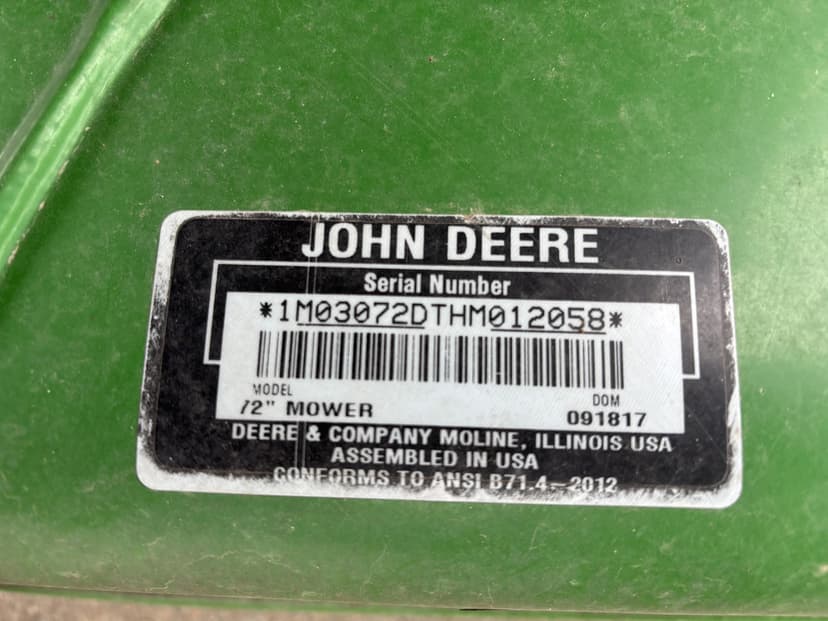 JOHN DEERE
Serial Number
*1M03072DTHM012058*
MODEL
72" MOWER
DOM
091817
DEERE & COMPANY MOLINE, ILLINOIS USA
ASSEMBLED IN USA
CONFORMS TO ANSI B71.4-2012